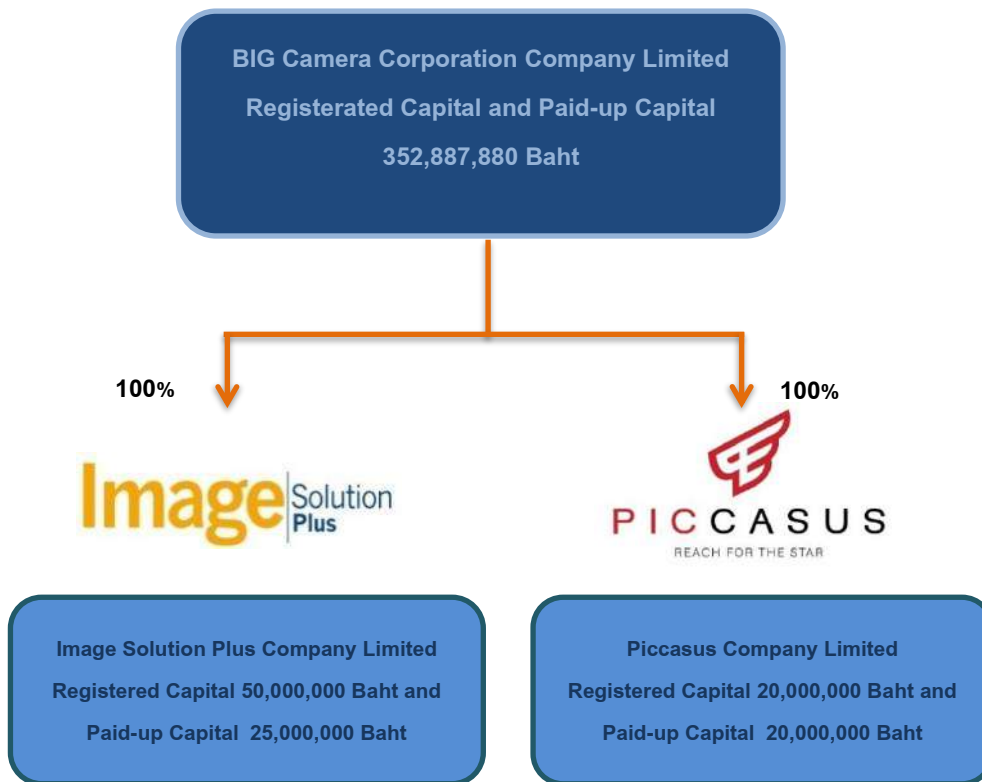 BIG Camera Corporation Company Limited
Registerated Capital and Paid-up Capital
352,887,880 Baht
100%
100%
Image Solution
Plus
PICCASUS
REACH FOR THE STAR
Image Solution Plus Company Limited
Registered Capital 50,000,000 Baht and
Paid-up Capital 25,000,000 Baht
Piccasus Company Limited
Registered Capital 20,000,000 Baht and
Paid-up Capital 20,000,000 Baht